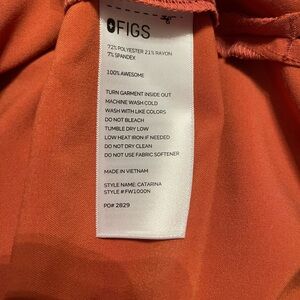 FIGS
72% POLYESTER 21% RAYON
7% SPANDEX
100% AWESOME
TURN GARMENT INSIDE OUT
MACHINE WASH COLD
WASH WITH LIKE COLORS
DO NOT BLEACH
TUMBLE DRY LOW
LOW HEAT IRON IF NEEDED
DO NOT DRY CLEAN
DO NOT USE FABRIC SOFTENER
MADE IN VIETNAM
STYLE NAME: CATARINA
STYLE # FW1000N
PO# 2829